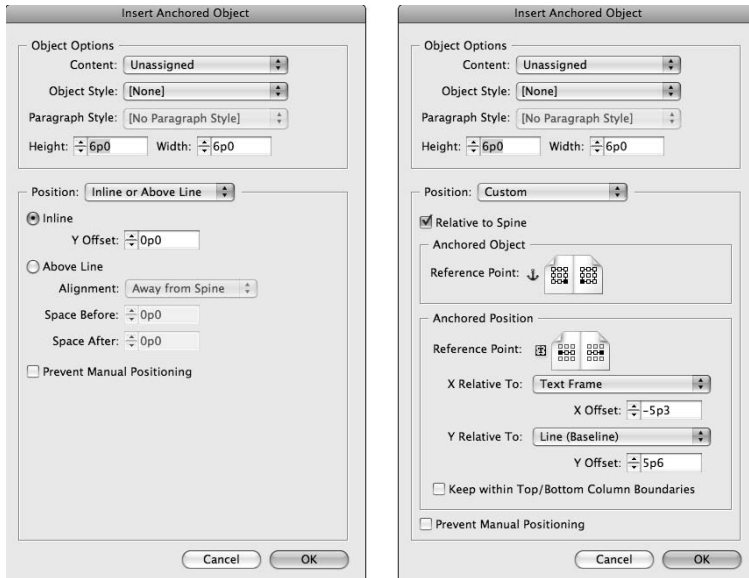 Insert Anchored Object
Object Options
Content: Unassigned
Object Style: [None]
Paragraph Style: [No Paragraph Style]
Height: 6p0 Width: 6p0
Position: Inline or Above Line
Inline
Y Offset: 0p0
Above Line
Alignment: Away from Spine
Space Before: 0p0
Space After: 0p0
Prevent Manual Positioning
Cancel OK
Insert Anchored Object
Object Options
Content: Unassigned
Object Style: [None]
Paragraph Style: [No Paragraph Style]
Height: 6p0 Width: 6p0
Position: Custom
Relative to Spine
Anchored Object
Reference Point:
Anchored Position
Reference Point:
X Relative To: Text Frame
X Offset: -5p3
Y Relative To: Line (Baseline)
Y Offset: 5p6
Keep within Top/Bottom Column Boundaries
Prevent Manual Positioning
Cancel OK